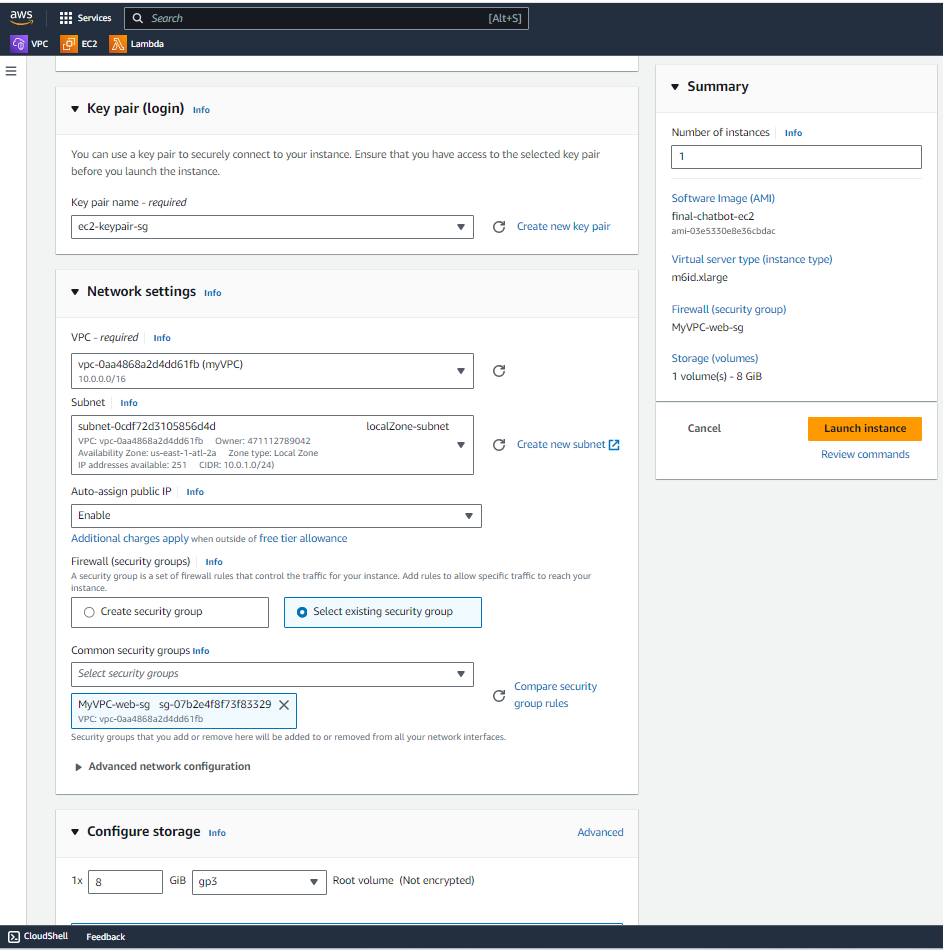 aws
Services
Search
[Alt+S]
VPC
EC2
Lambda
Key pair (login) Info
You can use a key pair to securely connect to your instance. Ensure that you have access to the selected key pair
before you launch the instance.
Key pair name - required
ec2-keypair-sg
Create new key pair
Network settings Info
VPC - required Info
vpc-0aa4868a2d4dd61fb (myVPC)
10.0.0.0/16
Subnet Info
subnet-0cdf72d3105856d4d localZone-subnet
VPC: vpc-0aa4868a2d4dd61fb Owner: 471112789042
Availability Zone: us-east-1-atl-2a Zone type: Local Zone
IP addresses available: 251 CIDR: 10.0.1.0/24)
Create new subnet
Auto-assign public IP Info
Enable
Additional charges apply when outside of free tier allowance
Firewall (security groups) Info
A security group is a set of firewall rules that control the traffic for your instance. Add rules to allow specific traffic to reach your
instance.
Create security group
Select existing security group
Common security groups Info
Select security groups
Compare security
group rules
MyVPC-web-sg sg-07b2e4f8f73f83329
VPC: vpc-0aa4868a2d4dd61fb
Security groups that you add or remove here will be added to or removed from all your network interfaces.
Advanced network configuration
Configure storage Info
Advanced
1x 8 GiB gp3 Root volume (Not encrypted)
Summary
Number of instances Info
1
Software Image (AMI)
final-chatbot-ec2
ami-03e5330e8e36cbdac
Virtual server type (instance type)
m6id.xlarge
Firewall (security group)
MyVPC-web-sg
Storage (volumes)
1 volume(s) - 8 GiB
Cancel
Launch instance
Review commands
CloudShell
Feedback